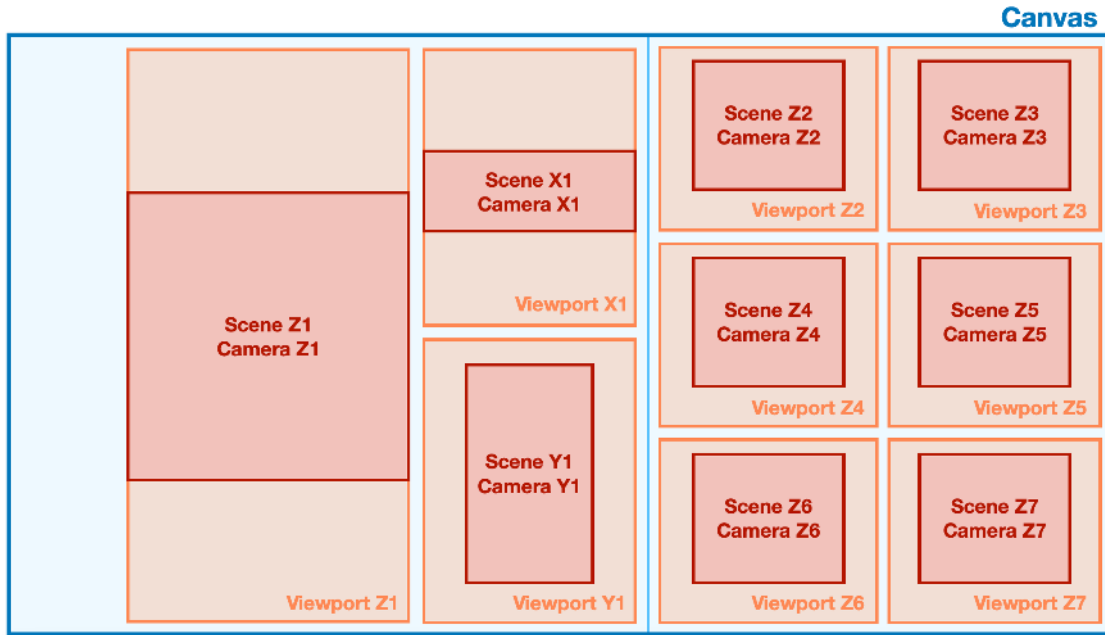 Canvas
Scene Z1
Camera Z1
Viewport Z1
Scene X1
Camera X1
Viewport X1
Scene Y1
Camera Y1
Viewport Y1
Scene Z2
Camera Z2
Viewport Z2
Scene Z3
Camera Z3
Viewport Z3
Scene Z4
Camera Z4
Viewport Z4
Scene Z5
Camera Z5
Viewport Z5
Scene Z6
Camera Z6
Viewport Z6
Scene Z7
Camera Z7
Viewport Z7